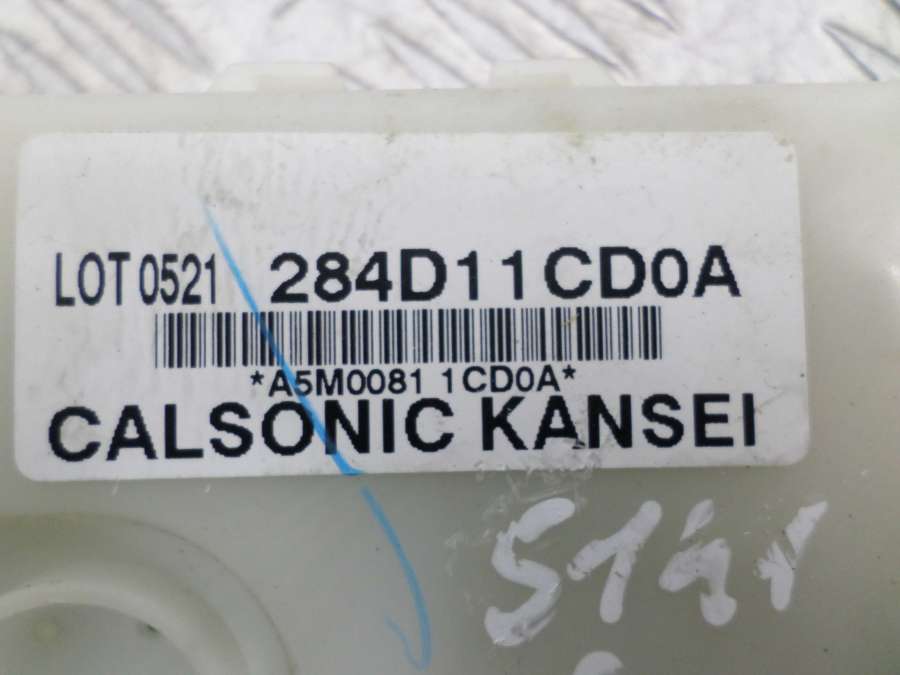 LOT 0521 284D11CD0A
*A5M0081 1CD0A*
CALSONIC KANSEI